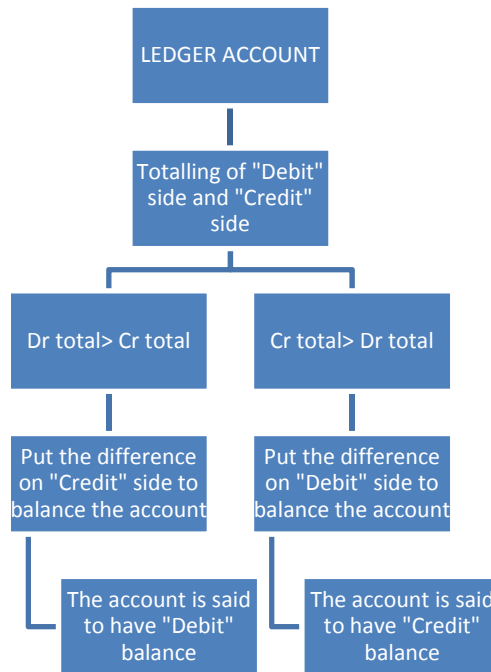 LEDGER ACCOUNT
Totalling of "Debit"
side and "Credit"
side
Dr total> Cr total
Cr total> Dr total
Put the difference
on "Credit" side to
balance the account
Put the difference
on "Debit" side to
balance the account
The account is said
to have "Debit"
balance
The account is said
to have "Credit"
balance